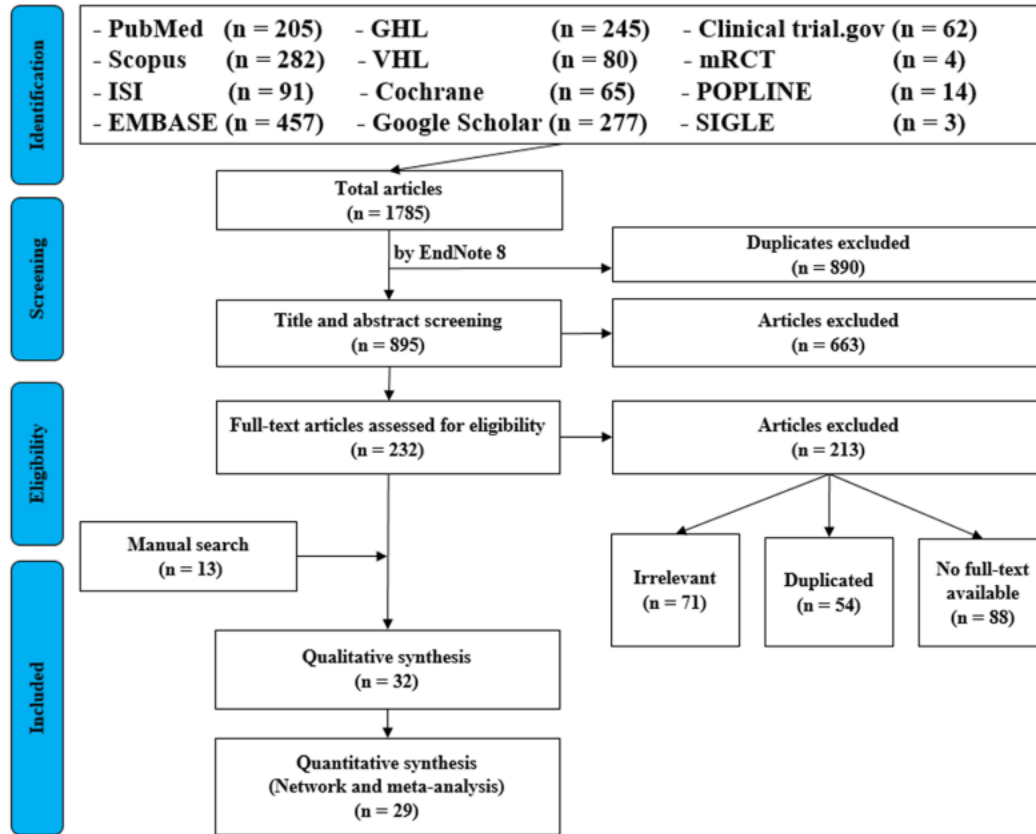 Identification
- PubMed (n = 205) - GHL (n = 245) - Clinical trial.gov (n = 62)
- Scopus (n = 282) - VHL (n = 80) - mRCT (n = 4)
- ISI (n = 91) - Cochrane (n = 65) - POPLINE (n = 14)
- EMBASE (n = 457) - Google Scholar (n = 277) - SIGLE (n = 3)
Total articles
(n = 1785)
Screening
by EndNote 8
Duplicates excluded
(n = 890)
Title and abstract screening
(n = 895)
Articles excluded
(n = 663)
Eligibility
Full-text articles assessed for eligibility
(n = 232)
Articles excluded
(n = 213)
Manual search
(n = 13)
Irrelevant
(n = 71)
Duplicated
(n = 54)
No full-text
available
(n = 88)
Included
Qualitative synthesis
(n = 32)
Quantitative synthesis
(Network and meta-analysis)
(n = 29)